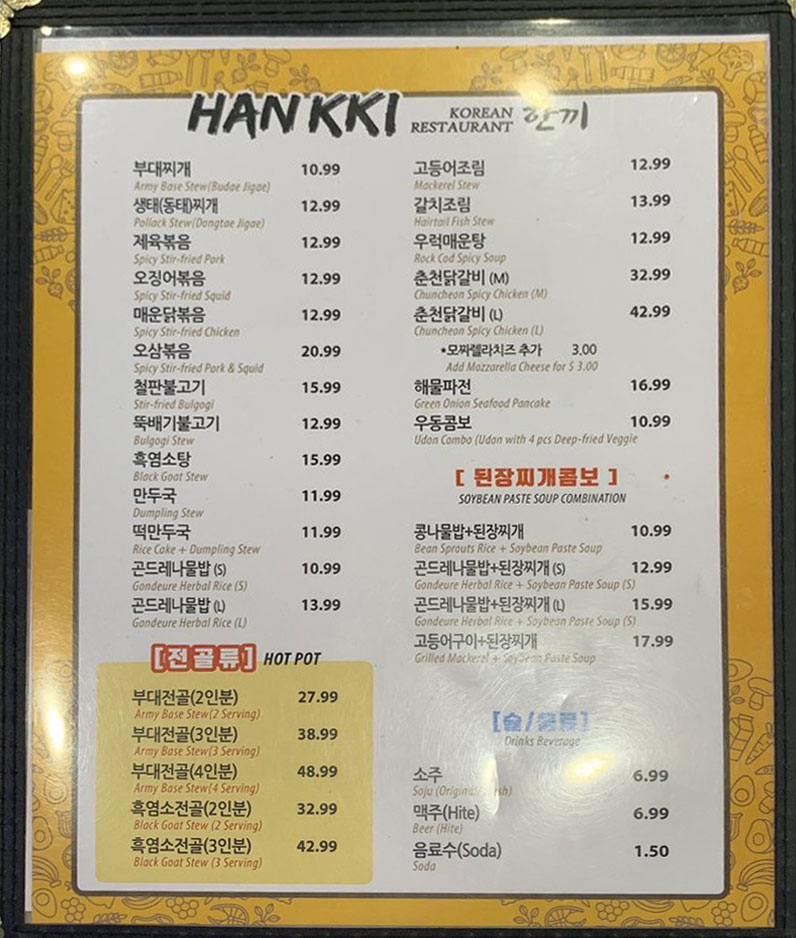 HAN KKI KOREAN RESTAURANT 한끼
부대찌개 10.99
Army Base Stew(Budae Jigae)
생태(동태)찌개 12.99
Pollack Stew(Dongtae Jigae)
제육볶음 12.99
Spicy Stir-fried Pork
오징어볶음 12.99
Spicy Stir-fried Squid
매운닭볶음 12.99
Spicy Stir-fried Chicken
오삼볶음 20.99
Spicy Stir-fried Pork & Squid
철판불고기 15.99
Stir-fried Bulgogi
뚝배기불고기 12.99
Bulgogi Stew
흑염소탕 15.99
Black Goat Stew
만두국 11.99
Dumpling Stew
떡만두국 11.99
Rice Cake + Dumpling Stew
곤드레나물밥 (S) 10.99
Gondeure Herbal Rice (S)
곤드레나물밥 (L) 13.99
Gondeure Herbal Rice (L)
[전골류] HOT POT
부대전골(2인분) 27.99
Army Base Stew(2 Serving)
부대전골(3인분) 38.99
Army Base Stew(3 Serving)
부대전골(4인분) 48.99
Army Base Stew(4 Serving)
흑염소전골(2인분) 32.99
Black Goat Stew (2 Serving)
흑염소전골(3인분) 42.99
Black Goat Stew (3 Serving)
고등어조림 12.99
Mackerel Stew
갈치조림 13.99
Hairtail Fish Stew
우럭매운탕 12.99
Rock Cod Spicy Soup
춘천닭갈비 (M) 32.99
Chuncheon Spicy Chicken (M)
춘천닭갈비 (L) 42.99
Chuncheon Spicy Chicken (L)
*모짜렐라치즈 추가 3.00
Add Mozzarella Cheese for $ 3.00
해물파전 16.99
Green Onion Seafood Pancake
우동콤보 10.99
Udon Combo (Udon with 4 pcs Deep-fried Veggie
[ 된장찌개콤보 ]
SOYBEAN PASTE SOUP COMBINATION
콩나물밥+된장찌개 10.99
Bean Sprouts Rice + Soybean Paste Soup
곤드레나물밥+된장찌개 (S) 12.99
Gondeure Herbal Rice + Soybean Paste Soup (S)
곤드레나물밥+된장찌개 (L) 15.99
Gondeure Herbal Rice + Soybean Paste Soup (S)
고등어구이+된장찌개 17.99
Grilled Mackerel + Soybean Paste Soup
[술/음료]
Drinks Beverage
소주 6.99
Soju (Original/
맥주(Hite) 6.99
Beer (Hite)
음료수(Soda) 1.50
Soda